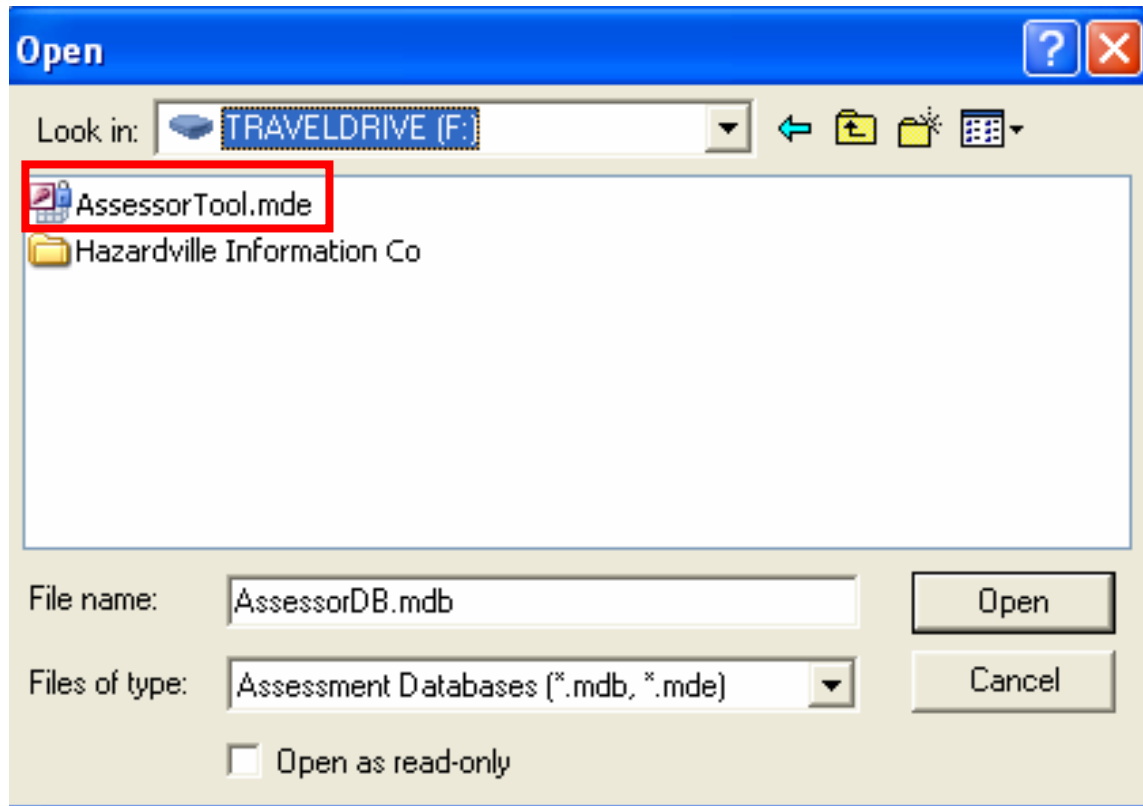 Open
Look in: TRAVELDRIVE (F:)
AssessorTool.mde
Hazardville Information Co
File name: AssessorDB.mdb Open
Files of type: Assessment Databases (*.mdb, *.mde) Cancel
Open as read-only